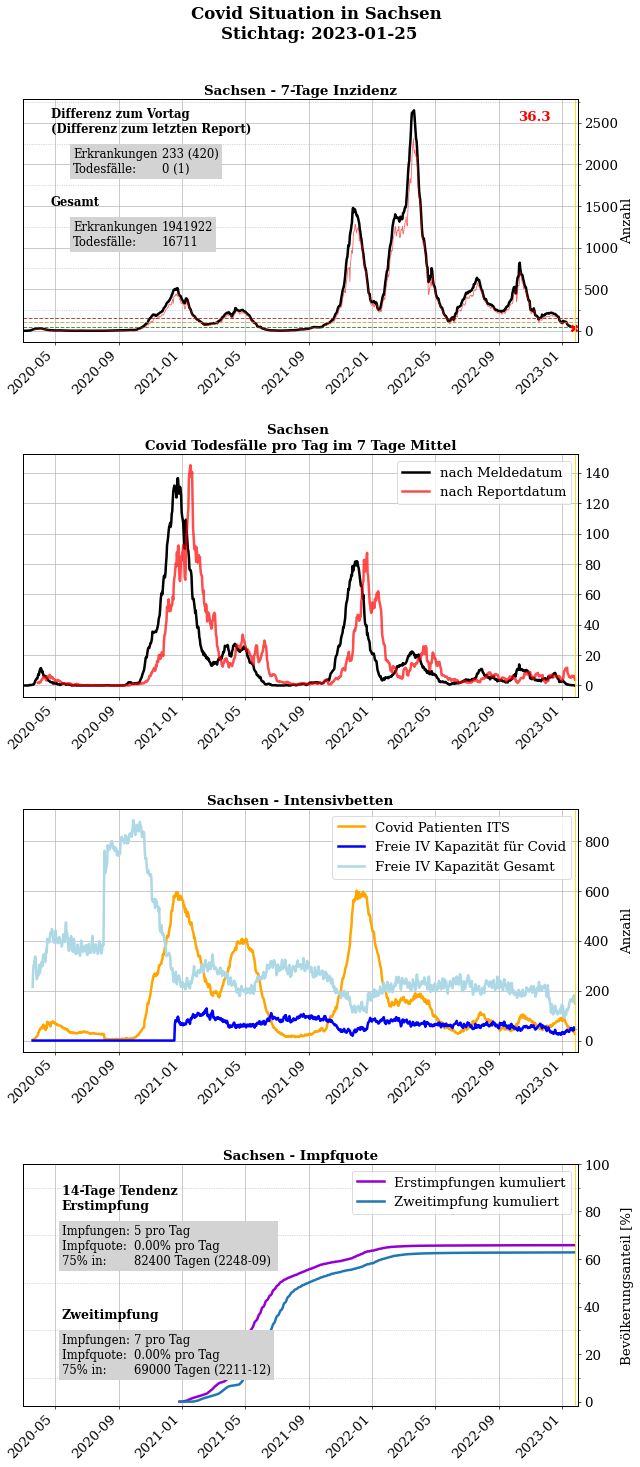 Covid Situation in Sachsen
Stichtag: 2023-01-25
Sachsen - 7-Tage Inzidenz
Differenz zum Vortag
(Differenz zum letzten Report)
Erkrankungen 233 (420)
Todesfälle: 0 (1)
Gesamt
Erkrankungen 1941922
Todesfälle: 16711
36.3
2500
2000
1500
1000
500
0
Anzahl
2020-05
2020-09
2021-01
2021-05
2021-09
2022-01
2022-05
2022-09
2023-01
Sachsen
Covid Todesfälle pro Tag im 7 Tage Mittel
nach Meldedatum
nach Reportdatum
140
120
100
80
60
40
20
0
2020-05
2020-09
2021-01
2021-05
2021-09
2022-01
2022-05
2022-09
2023-01
Sachsen - Intensivbetten
Covid Patienten ITS
Freie IV Kapazität für Covid
Freie IV Kapazität Gesamt
800
600
400
200
0
Anzahl
2020-05
2020-09
2021-01
2021-05
2021-09
2022-01
2022-05
2022-09
2023-01
Sachsen - Impfquote
14-Tage Tendenz
Erstimpfung
Impfungen: 5 pro Tag
Impfquote: 0.00% pro Tag
75% in: 82400 Tagen (2248-09)
Zweitimpfung
Impfungen: 7 pro Tag
Impfquote: 0.00% pro Tag
75% in: 69000 Tagen (2211-12)
Erstimpfungen kumuliert
Zweitimpfung kumuliert
100
80
60
40
20
0
Bevölkerungsanteil [%]
2020-05
2020-09
2021-01
2021-05
2021-09
2022-01
2022-05
2022-09
2023-01